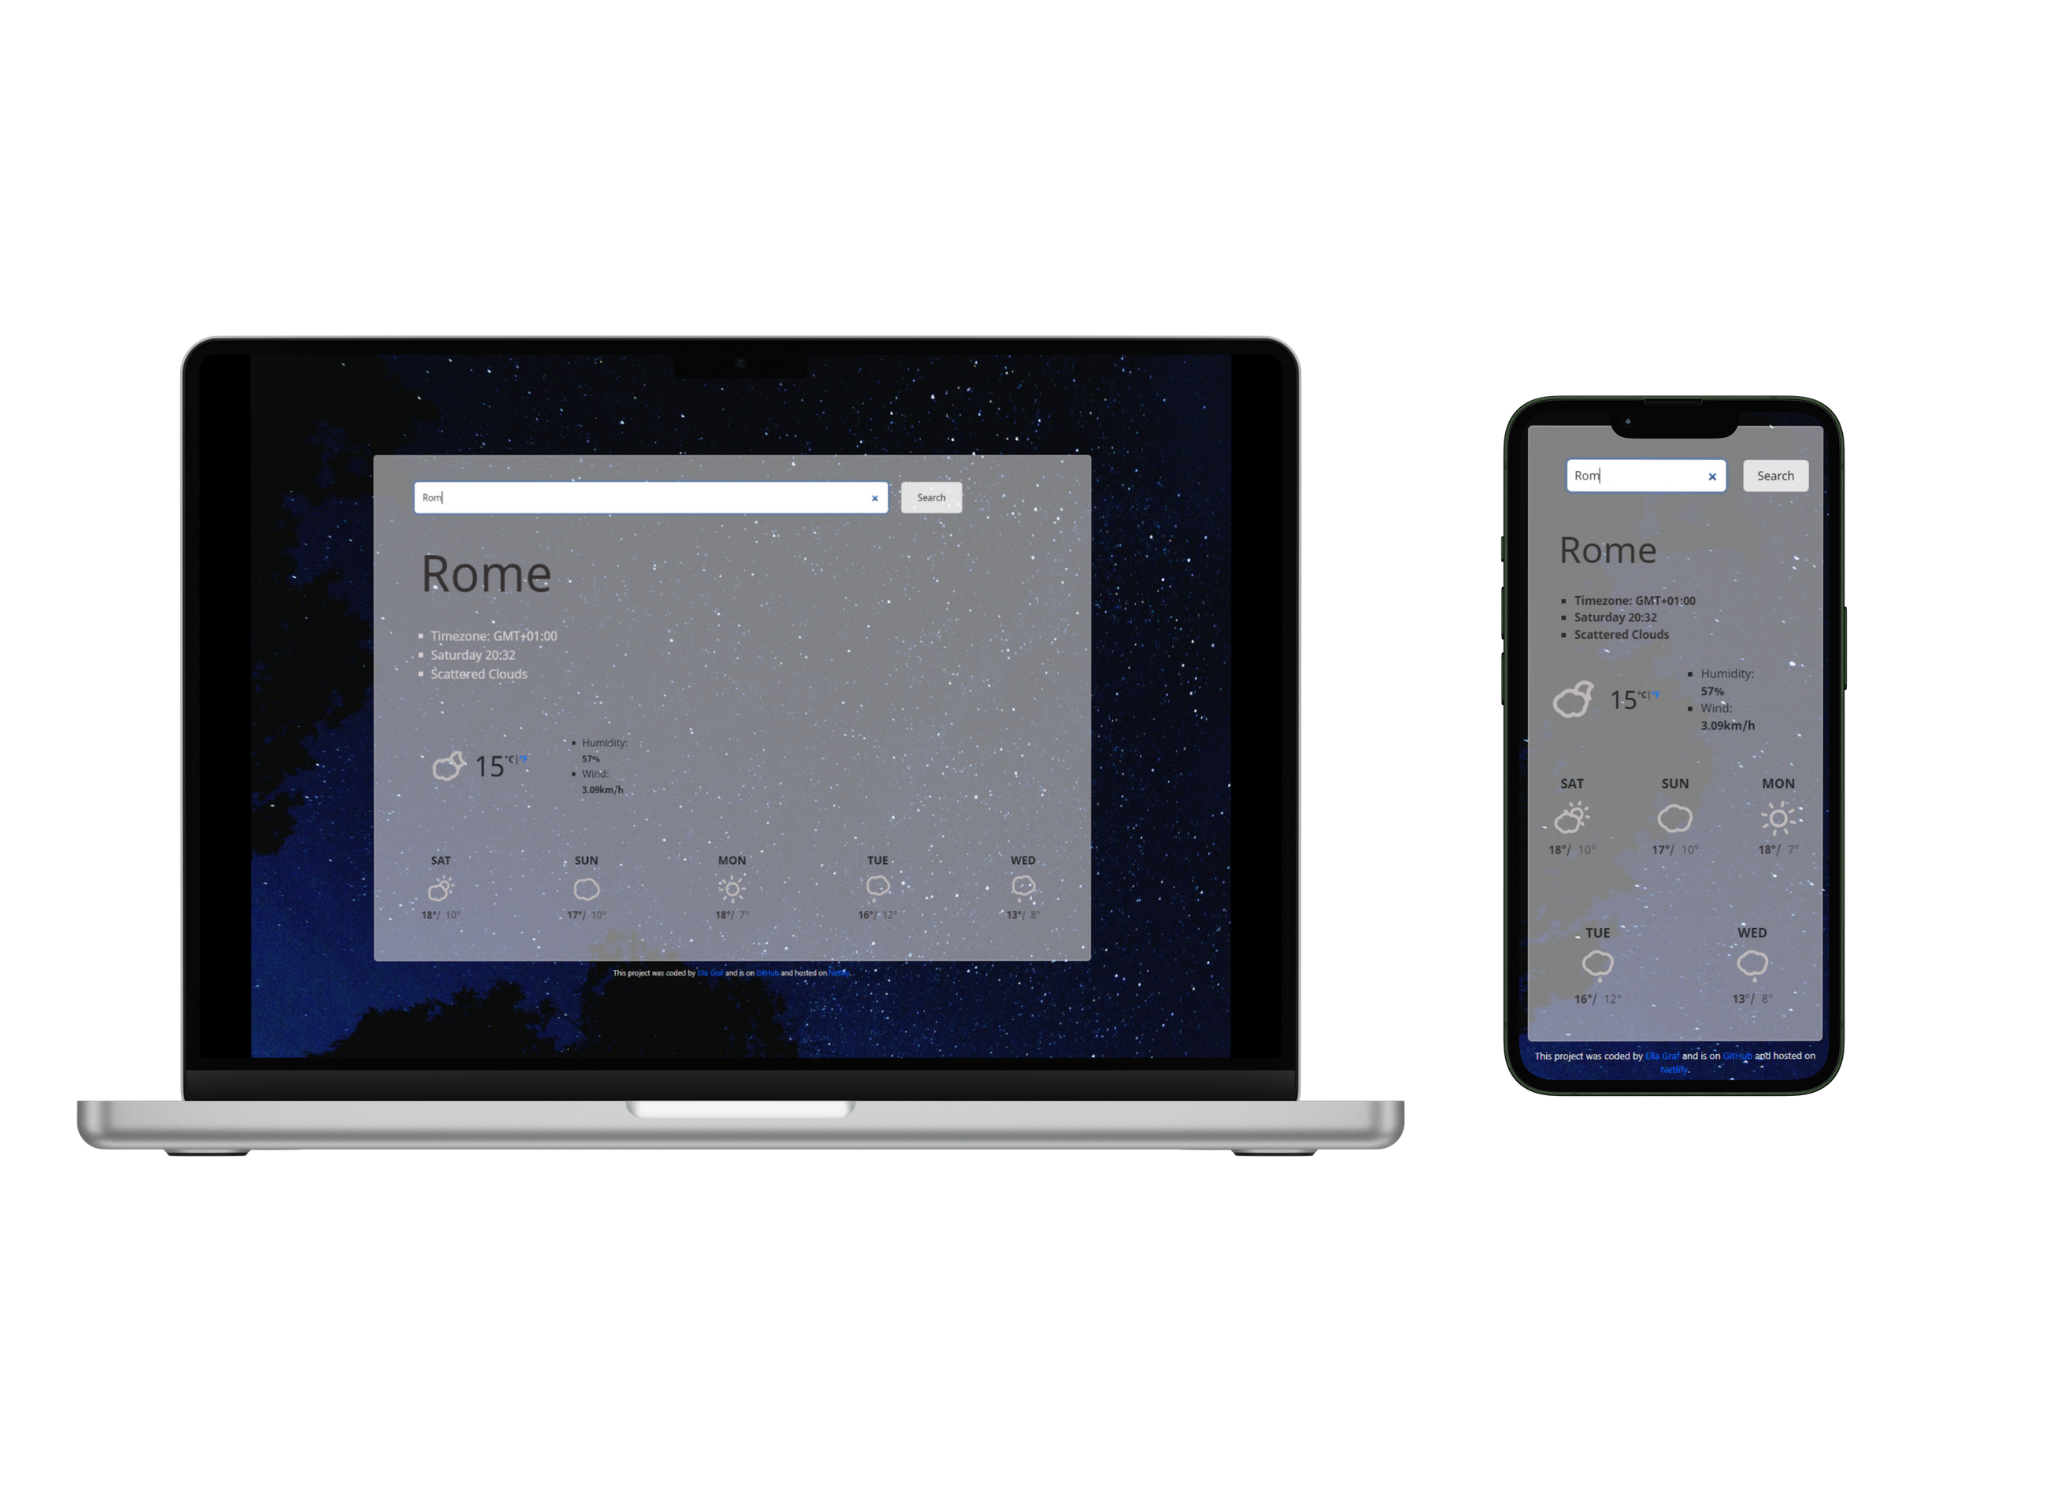 Rom × Search
Rome
Timezone: GMT+01:00
Saturday 20:32
Scattered Clouds
15 °C|°F
Humidity:
57%
Wind:
3.09km/h
SAT SUN MON TUE WED
18°/ 10° 17°/ 10° 18°/ 7° 16°/ 12° 13°/ 8°
This project was coded by Ella Graf and is on GitHub and hosted on Netlify.
Rom × Search
Rome
Timezone: GMT+01:00
Saturday 20:32
Scattered Clouds
15 °C|°F
Humidity:
57%
Wind:
3.09km/h
SAT SUN MON
18°/ 10° 17°/ 10° 18°/ 7°
TUE WED
16°/ 12° 13°/ 8°
This project was coded by Ella Graf and is on GitHub and hosted on
Netlify.